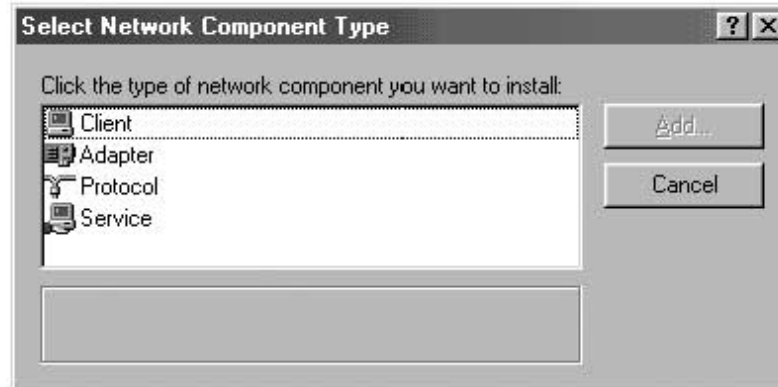 Select Network Component Type
Click the type of network component you want to install:
Client
Adapter
Protocol
Service
Add...
Cancel